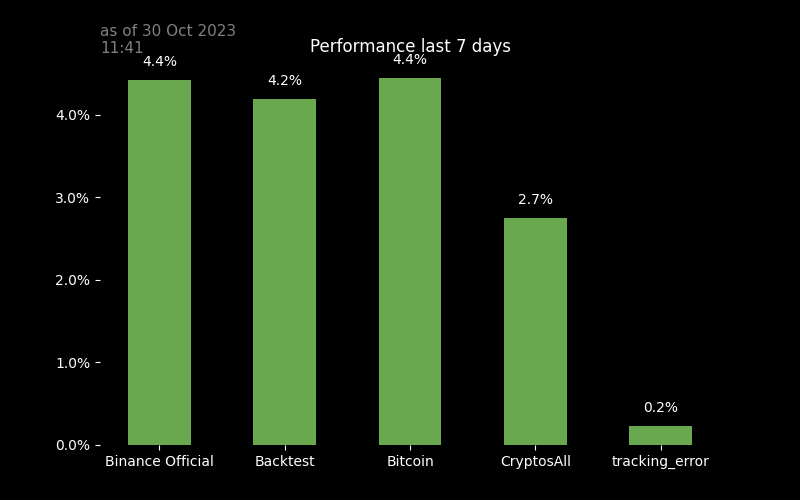 as of 30 Oct 2023
11:41
Performance last 7 days
4.4%
4.2%
4.4%
2.7%
0.2%
4.0%
3.0%
2.0%
1.0%
0.0%
Binance Official
Backtest
Bitcoin
CryptosAll
tracking_error